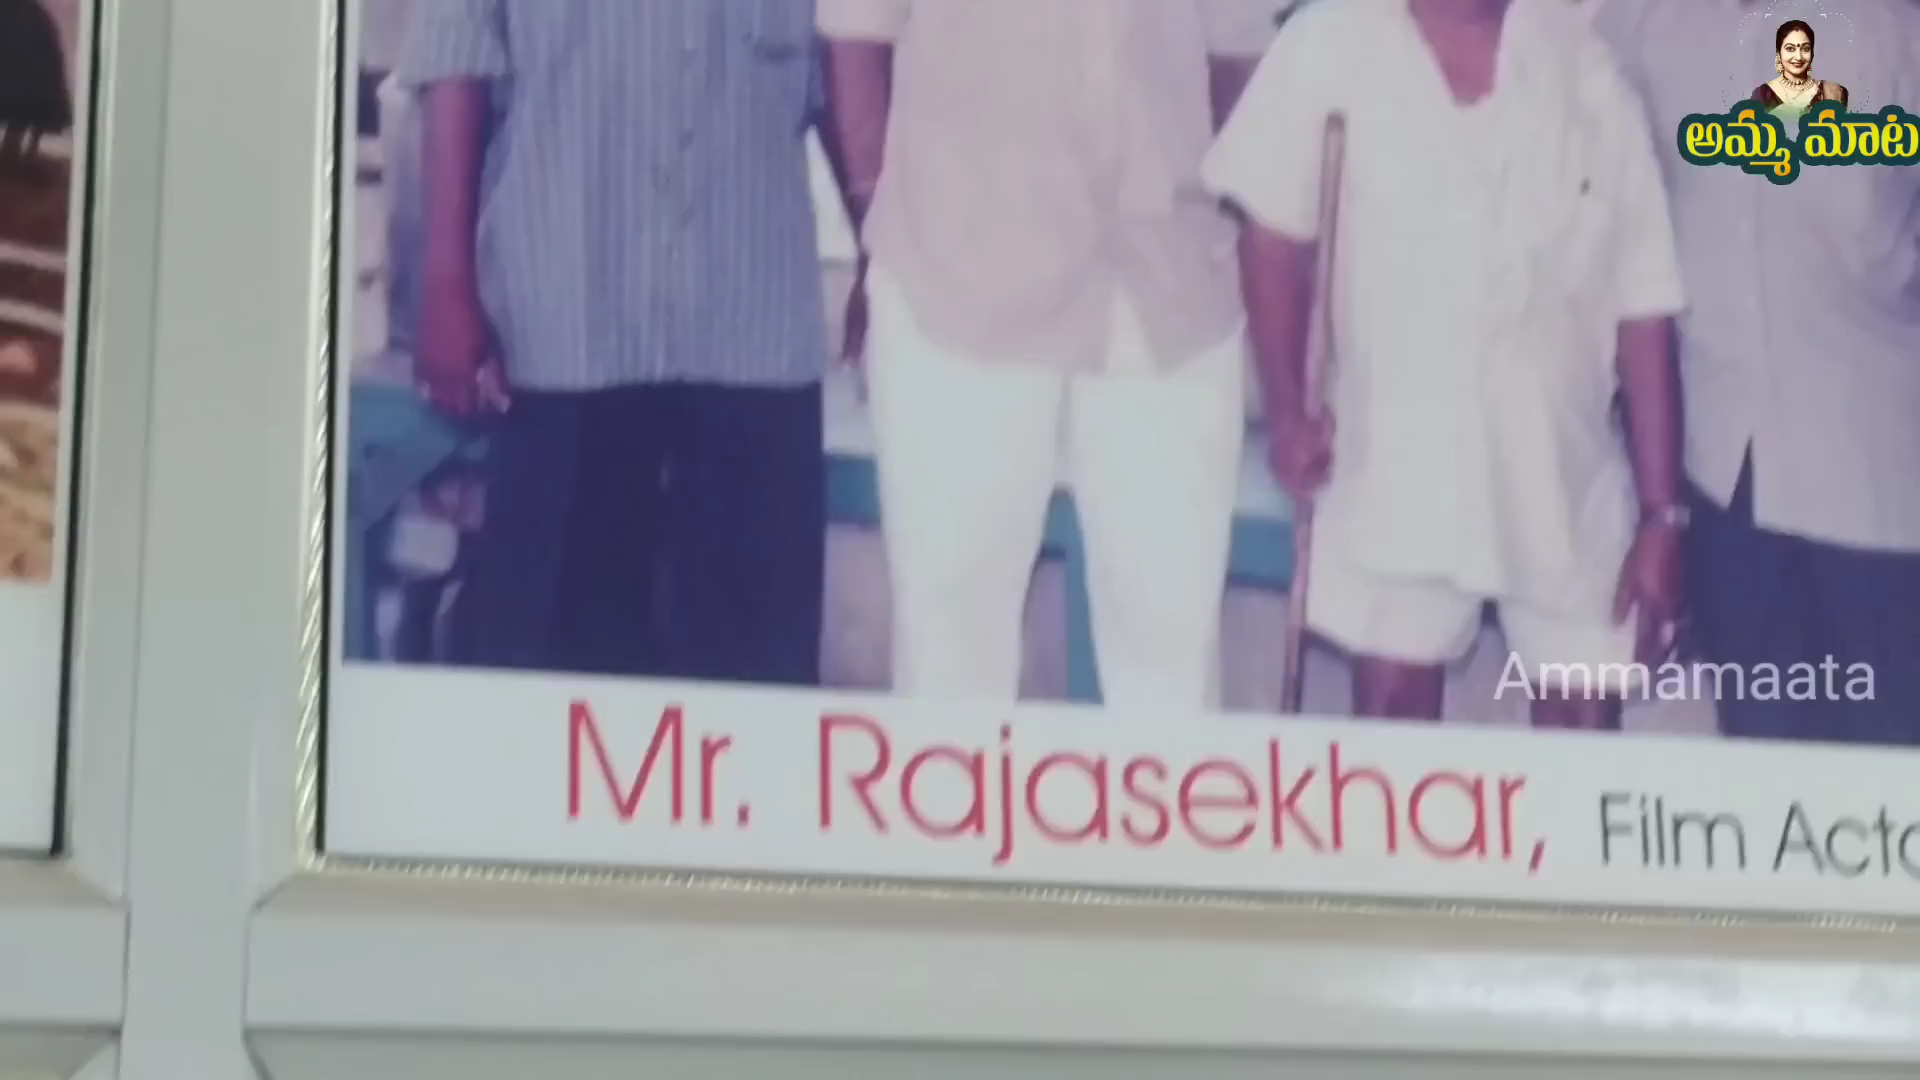 అమ్మ మాట
Ammamaata
Mr. Rajasekhar, Film Acto